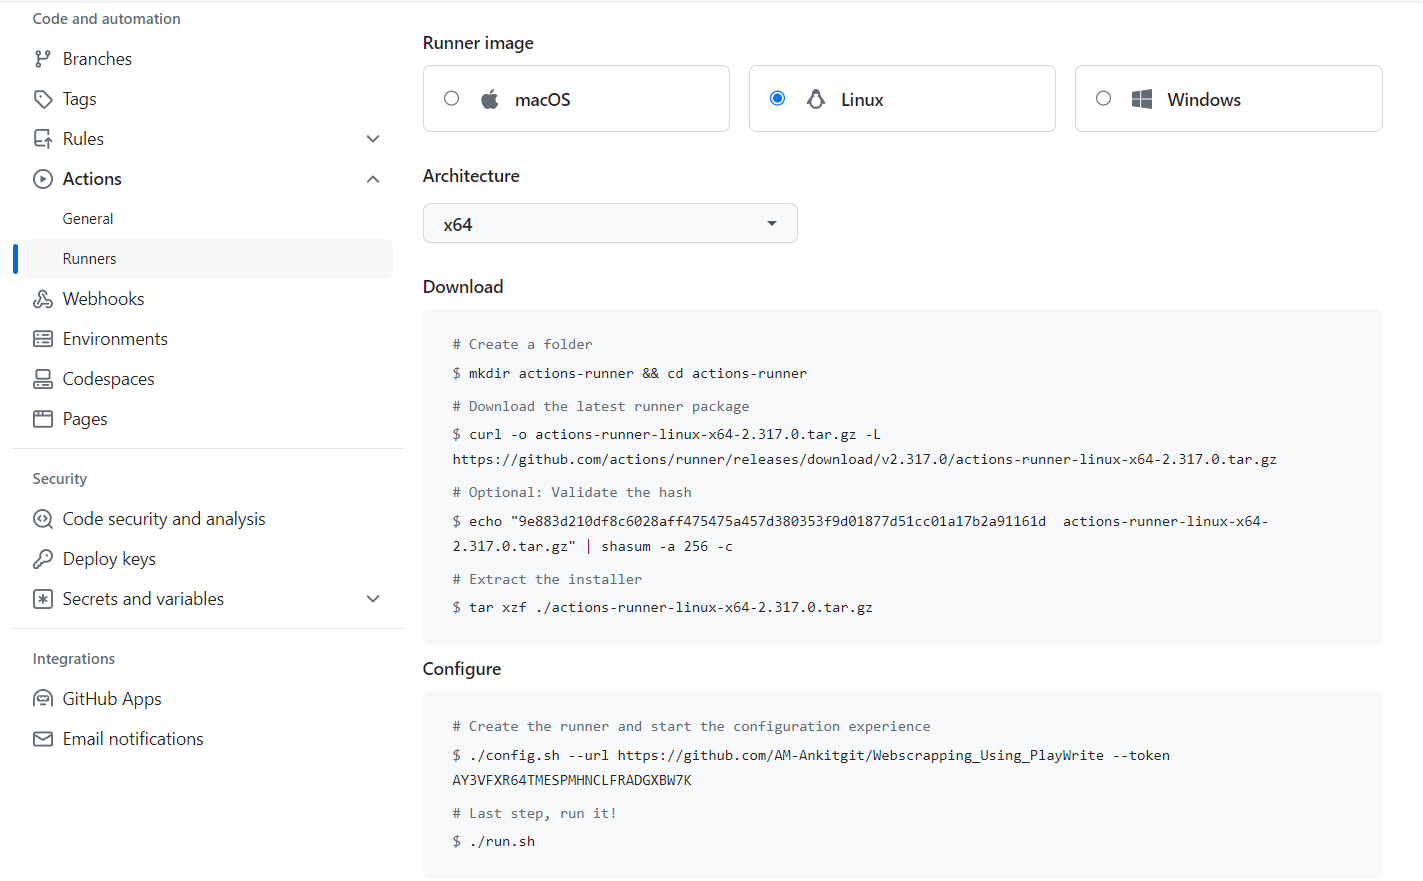 Code and automation
Branches
Tags
Rules
Actions
General
Runners
Webhooks
Environments
Codespaces
Pages
Security
Code security and analysis
Deploy keys
Secrets and variables
Integrations
GitHub Apps
Email notifications
Runner image
macOS
Linux
Windows
Architecture
x64
Download
# Create a folder
$ mkdir actions-runner && cd actions-runner
# Download the latest runner package
$ curl -o actions-runner-linux-x64-2.317.0.tar.gz -L
https://github.com/actions/runner/releases/download/v2.317.0/actions-runner-linux-x64-2.317.0.tar.gz
# Optional: Validate the hash
$ echo "9e883d210df8c6028aff475475a457d380353f9d01877d51cc01a17b2a91161d  actions-runner-linux-x64-
2.317.0.tar.gz" | shasum -a 256 -c
# Extract the installer
$ tar xzf ./actions-runner-linux-x64-2.317.0.tar.gz
Configure
# Create the runner and start the configuration experience
$ ./config.sh --url https://github.com/AM-Ankitgit/Webscrapping_Using_PlayWrite --token
AY3VFXR64TMESPMHNCLFRADGXBW7K
# Last step, run it!
$ ./run.sh